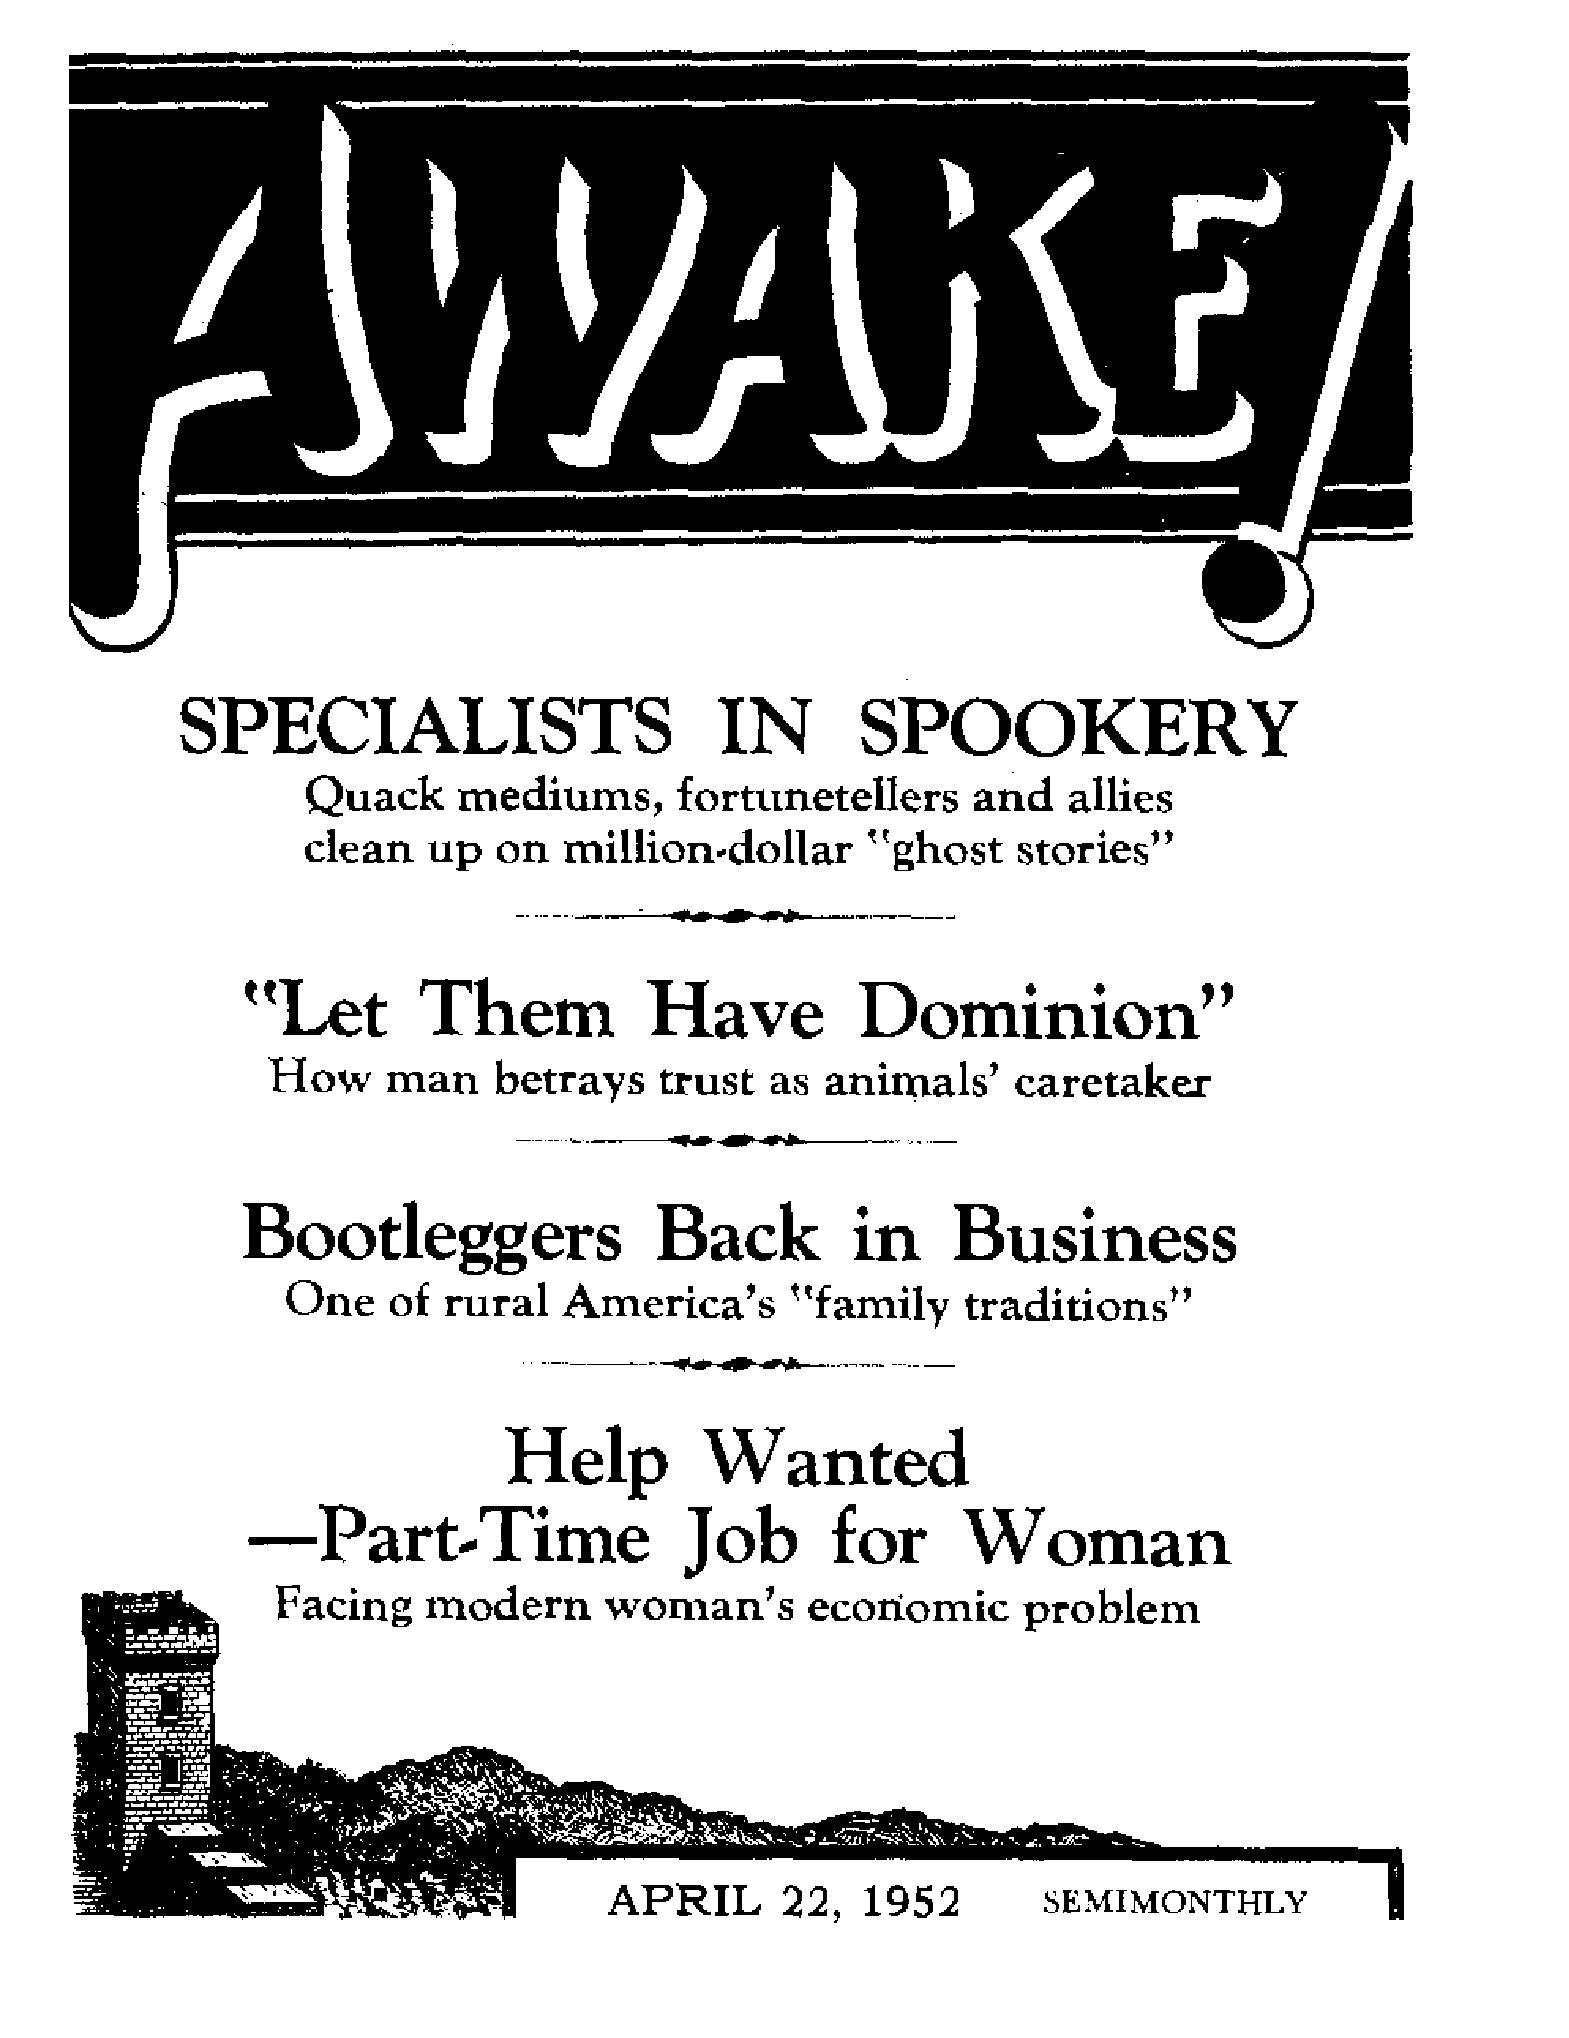 AWAKE!
SPECIALISTS IN SPOOKERY
Quack mediums, fortunetellers and allies
clean up on million-dollar "ghost stories"
"Let Them Have Dominion"
How man betrays trust as animals' caretaker
Bootleggers Back in Business
One of rural America's "family traditions"
Help Wanted
—Part-Time Job for Woman
Facing modern woman's economic problem
APRIL 22, 1952 SEMIMONTHLY